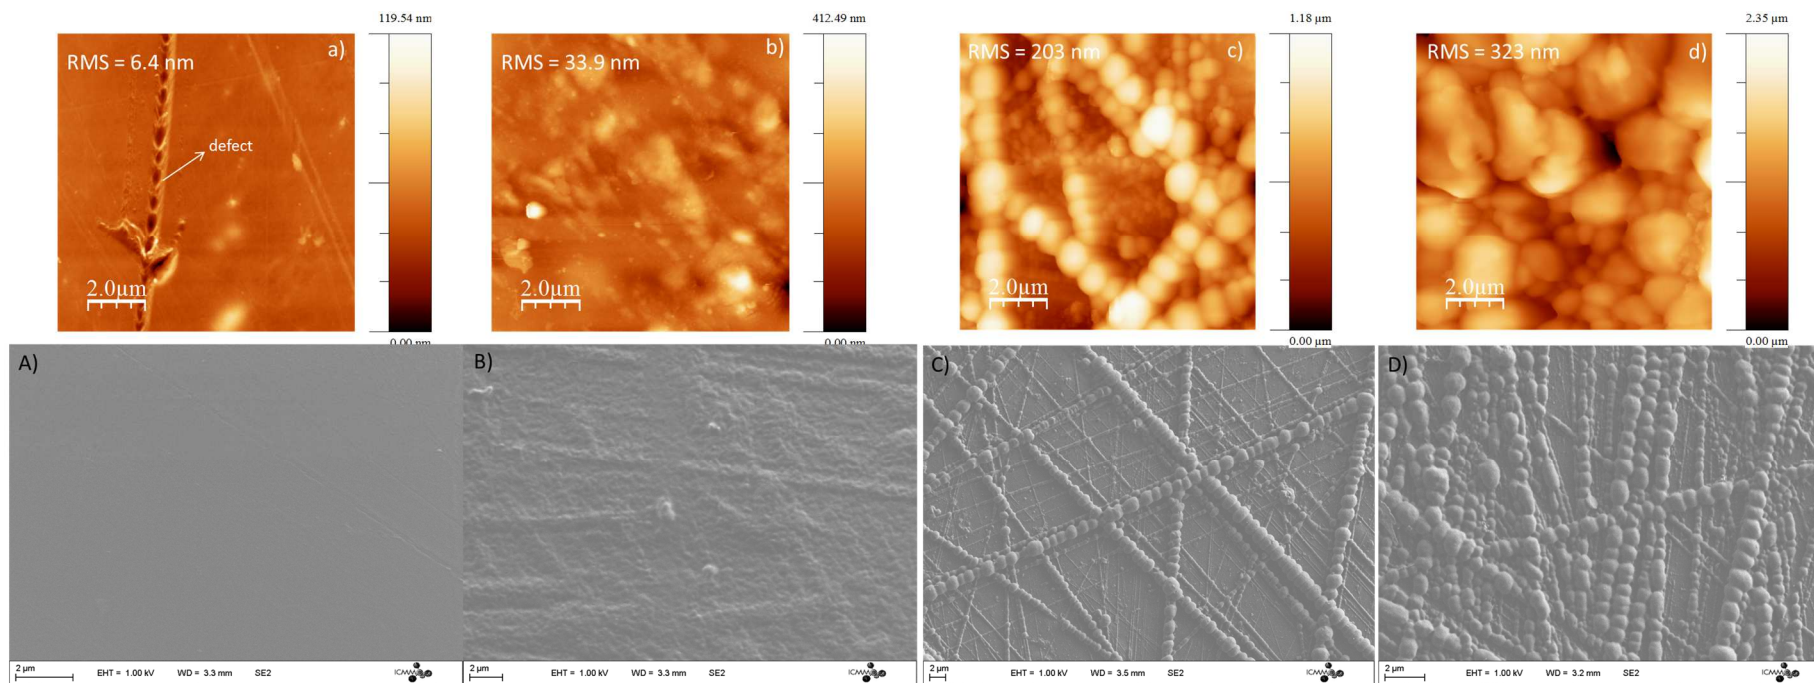 119.54 nm
412.49 nm
1.18 µm
2.35 µm
RMS = 6.4 nm
a)
RMS = 33.9 nm
b)
RMS = 203 nm
c)
RMS = 323 nm
d)
defect
2.0µm
2.0µm
2.0µm
2.0µm
0.00 nm
0.00 nm
0.00 µm
0.00 µm
A)
B)
C)
D)
2 µm
EHT = 1.00 kV
WD = 3.3 mm
SE2
2 µm
EHT = 1.00 kV
WD = 3.3 mm
SE2
2 µm
EHT = 1.00 kV
WD = 3.5 mm
SE2
2 µm
EHT = 1.00 kV
WD = 3.2 mm
SE2